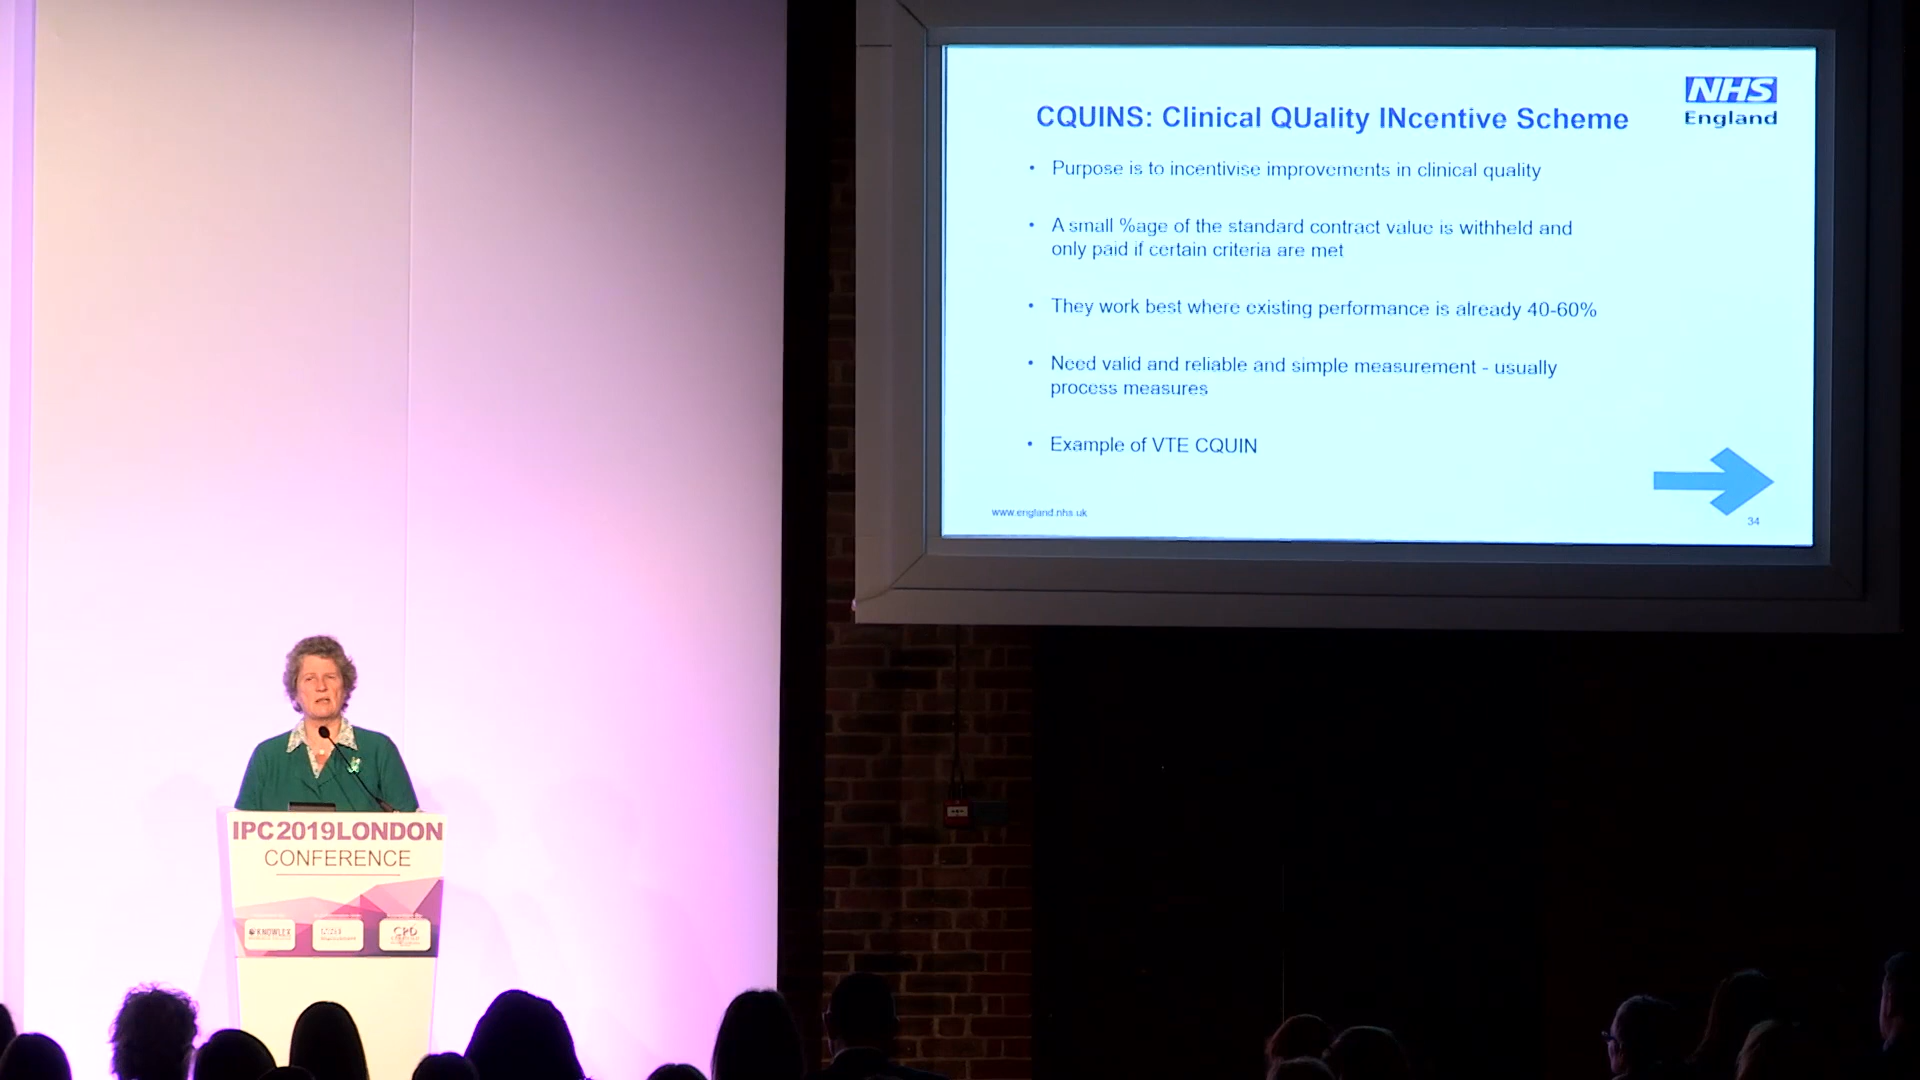 NHS
England
CQUINS: Clinical QUality INcentive Scheme
• Purpose is to incentivise improvements in clinical quality
• A small %age of the standard contract value is withheld and
only paid if certain criteria are met
• They work best where existing performance is already 40-60%
• Need valid and reliable and simple measurement - usually
process measures
• Example of VTE CQUIN
www.england.nhs.uk
34
IPC2019LONDON
CONFERENCE
KNOWLEX
CPD